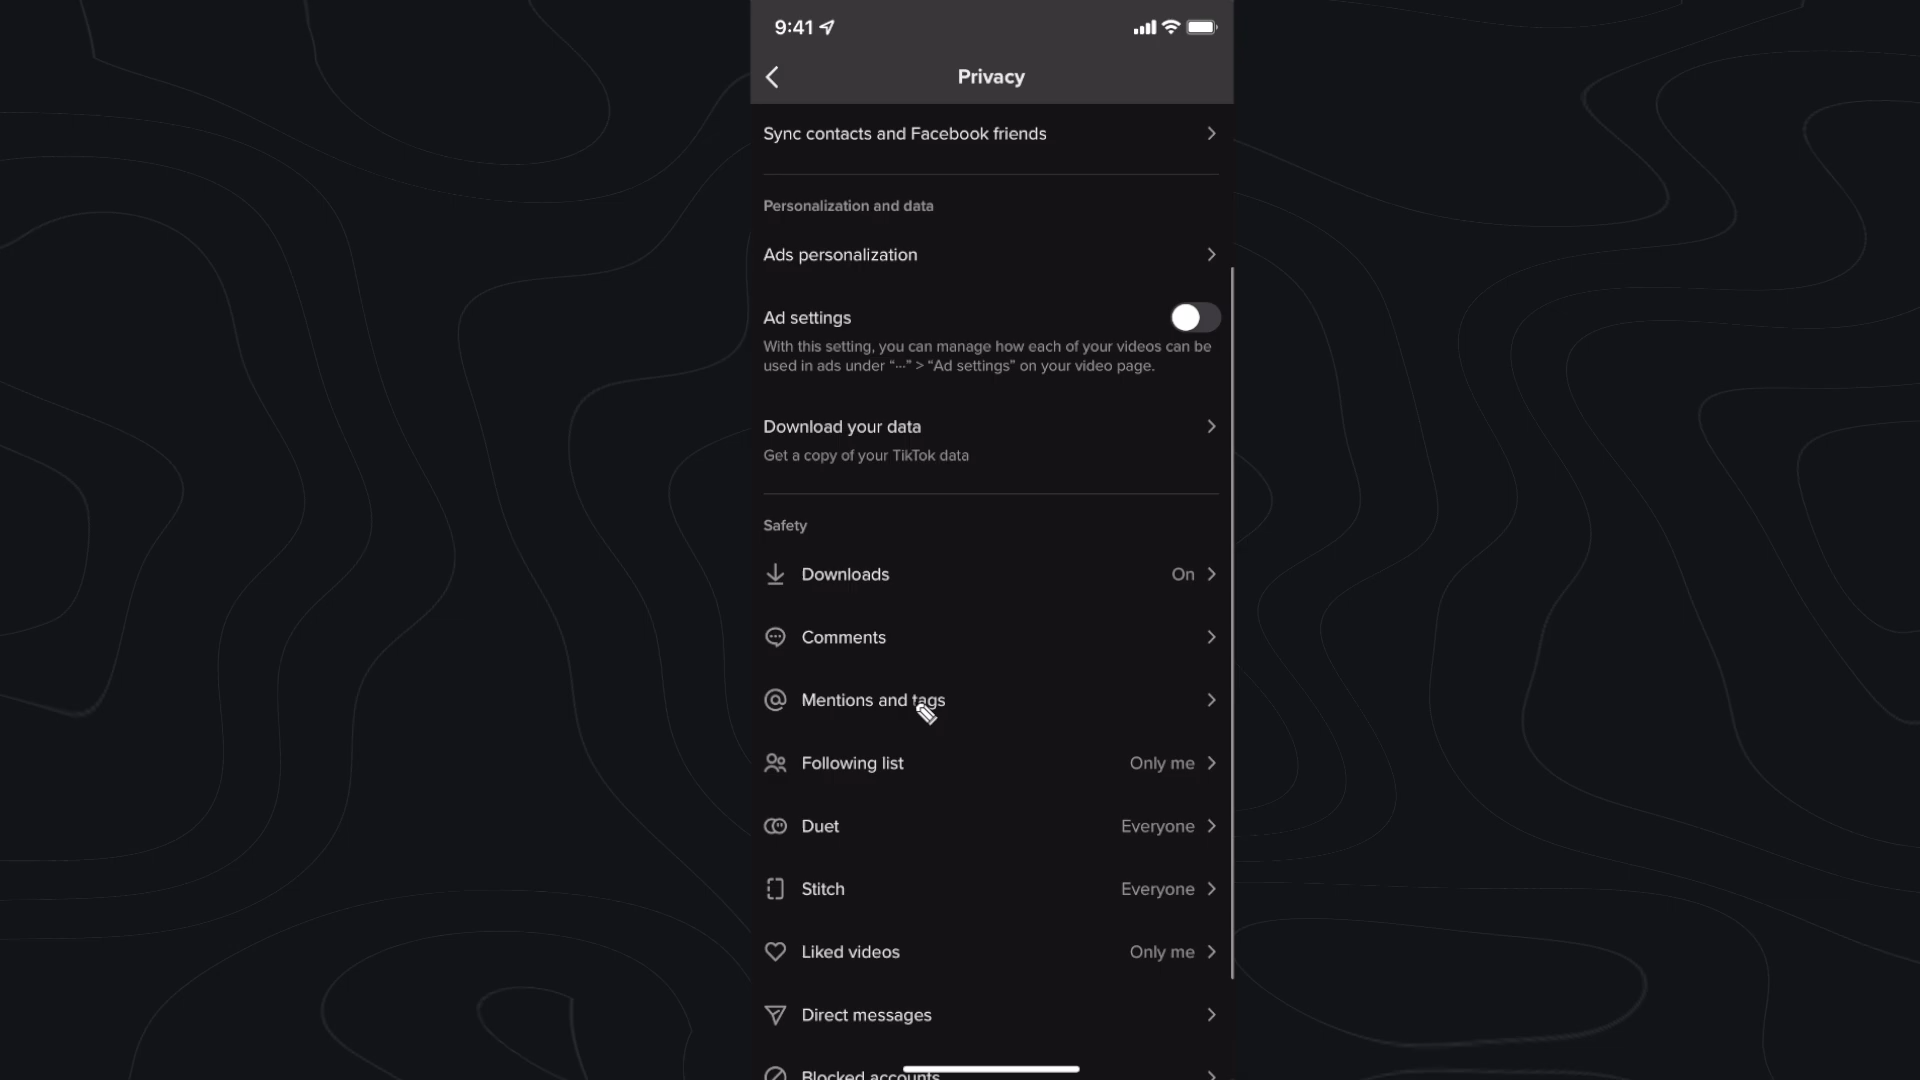 9:41
Privacy
Sync contacts and Facebook friends
Personalization and data
Ads personalization
Ad settings
With this setting, you can manage how each of your videos can be
used in ads under “···” > “Ad settings” on your video page.
Download your data
Get a copy of your TikTok data
Safety
Downloads On
Comments
Mentions and tags
Following list Only me
Duet Everyone
Stitch Everyone
Liked videos Only me
Direct messages
Blocked accounts